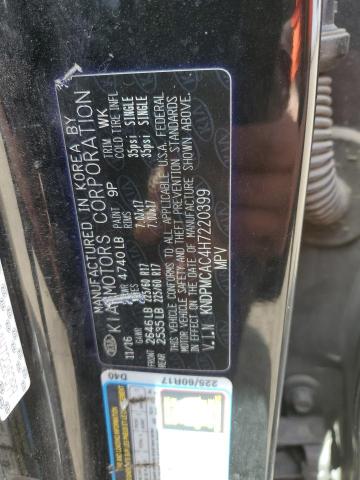 MANUFACTURED IN KOREA BY
KIA MOTORS CORPORATION
11/16 GVWR 4740LB PAINT 9P TRIM WK
GAWR RIMS COLD TIRE INFL
FRONT 2646LB 225/60 R17 7.0Jx17 35psi SINGLE
REAR 2535LB 225/60 R17 7.0Jx17 35psi SINGLE
THIS VEHICLE CONFORMS TO ALL APPLICABLE U.S.A. FEDERAL
MOTOR VEHICLE SAFETY AND THEFT PREVENTION STANDARDS
IN EFFECT ON THE DATE OF MANUFACTURE SHOWN ABOVE.
V.I.N KNDPMCAC4H7220399
MPV
D40
225/60R17